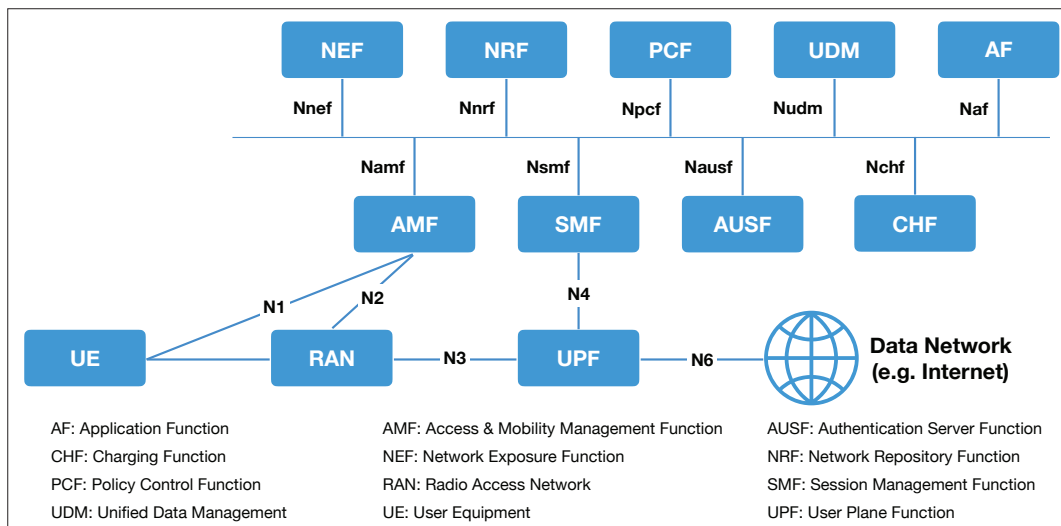 NEF
NRF
PCF
UDM
AF
Nnef
Nnrf
Npcf
Nudm
Naf
Namf
Nsmf
Nausf
Nchf
AMF
SMF
AUSF
CHF
N1
N2
N4
UE
RAN
N3
UPF
N6
Data Network
(e.g. Internet)
AF: Application Function
AMF: Access & Mobility Management Function
AUSF: Authentication Server Function
CHF: Charging Function
NEF: Network Exposure Function
NRF: Network Repository Function
PCF: Policy Control Function
RAN: Radio Access Network
SMF: Session Management Function
UDM: Unified Data Management
UE: User Equipment
UPF: User Plane Function